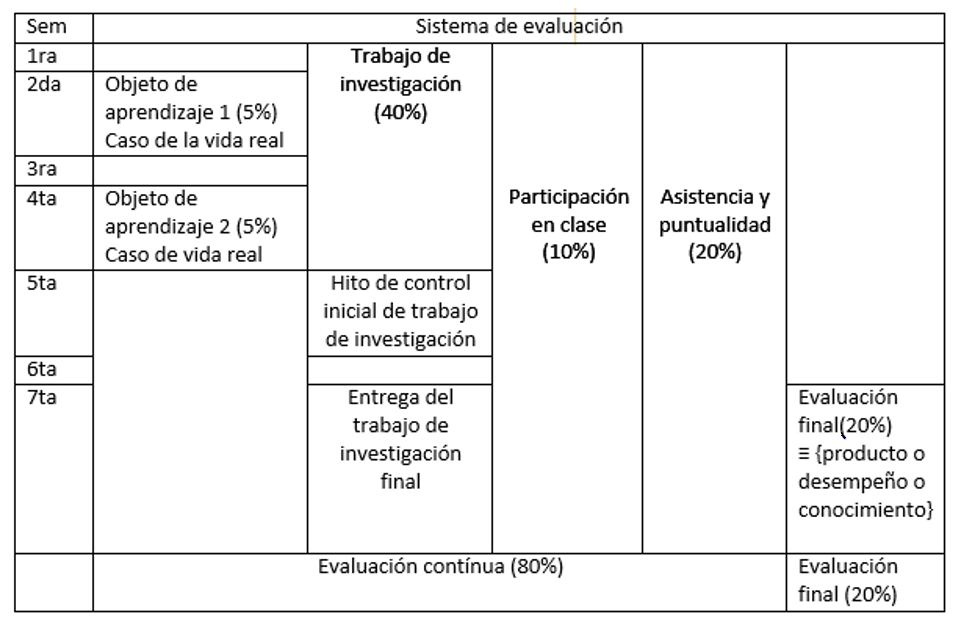 Sem
Sistema de evaluación
1ra
Trabajo de
investigación
(40%)
2da
Objeto de
aprendizaje 1 (5%)
Caso de la vida real
3ra
4ta
Objeto de
aprendizaje 2 (5%)
Caso de vida real
Participación
en clase
(10%)
Asistencia y
puntualidad
(20%)
5ta
Hito de control
inicial de trabajo
de investigación
6ta
7ta
Entrega del
trabajo de
investigación
final
Evaluación
final(20%)
≡ {producto o
desempeño o
conocimiento}
Evaluación contínua (80%)
Evaluación
final (20%)